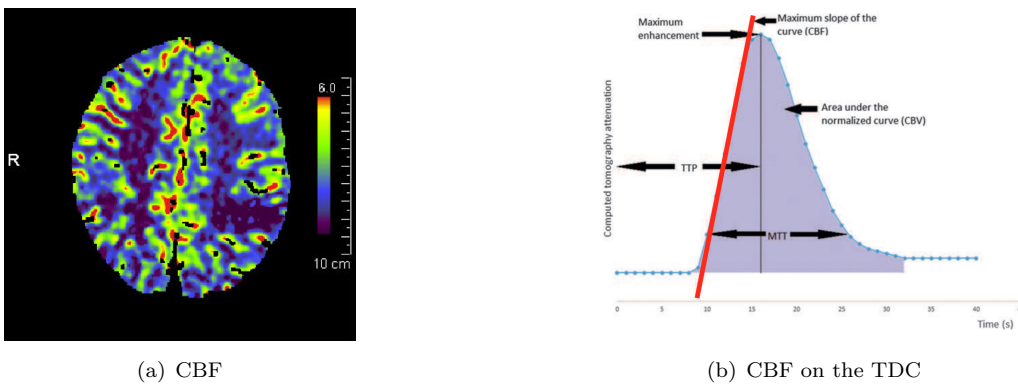 R
6.0
10 cm
(a) CBF
Maximum
enhancement
Maximum slope of the
curve (CBF)
Area under the
normalized curve (CBV)
TTP
MTT
Computed tomography attenuation
0 5 10 15 20 25 30 35 40
Time (s)
(b) CBF on the TDC